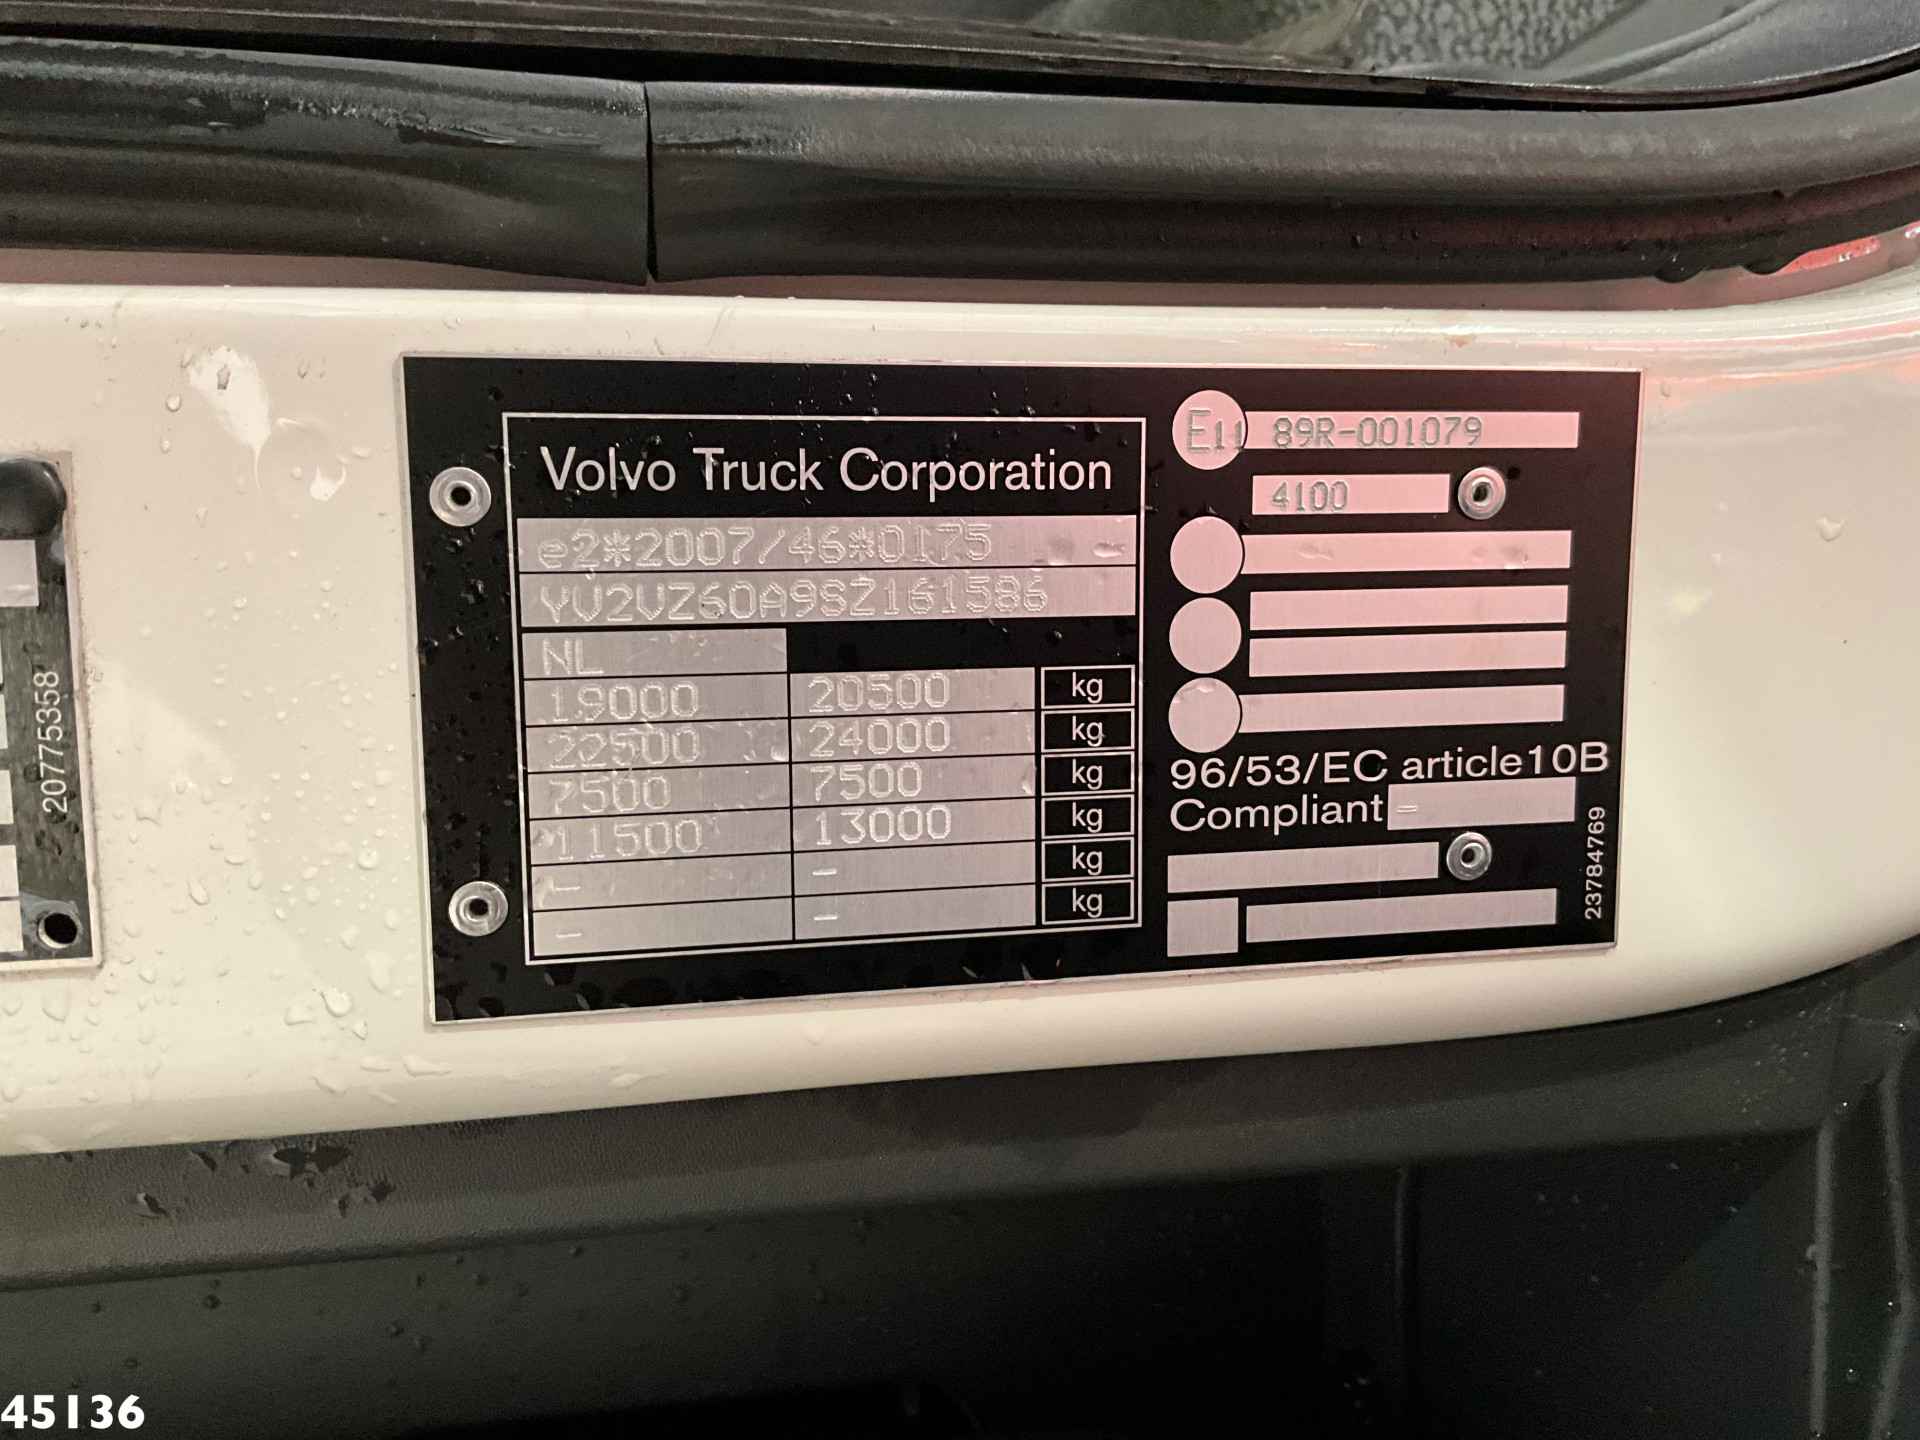 Volvo Truck Corporation
e2*2007/46*0175
YV2VZ60A9SZ161586
NL
19000 20500 kg
22500 24000 kg
7500 7500 kg
11500 13000 kg
- - kg
- - kg
E11 89R-001079
4100
96/53/EC article10B
Compliant -
23784769
20775358
45136